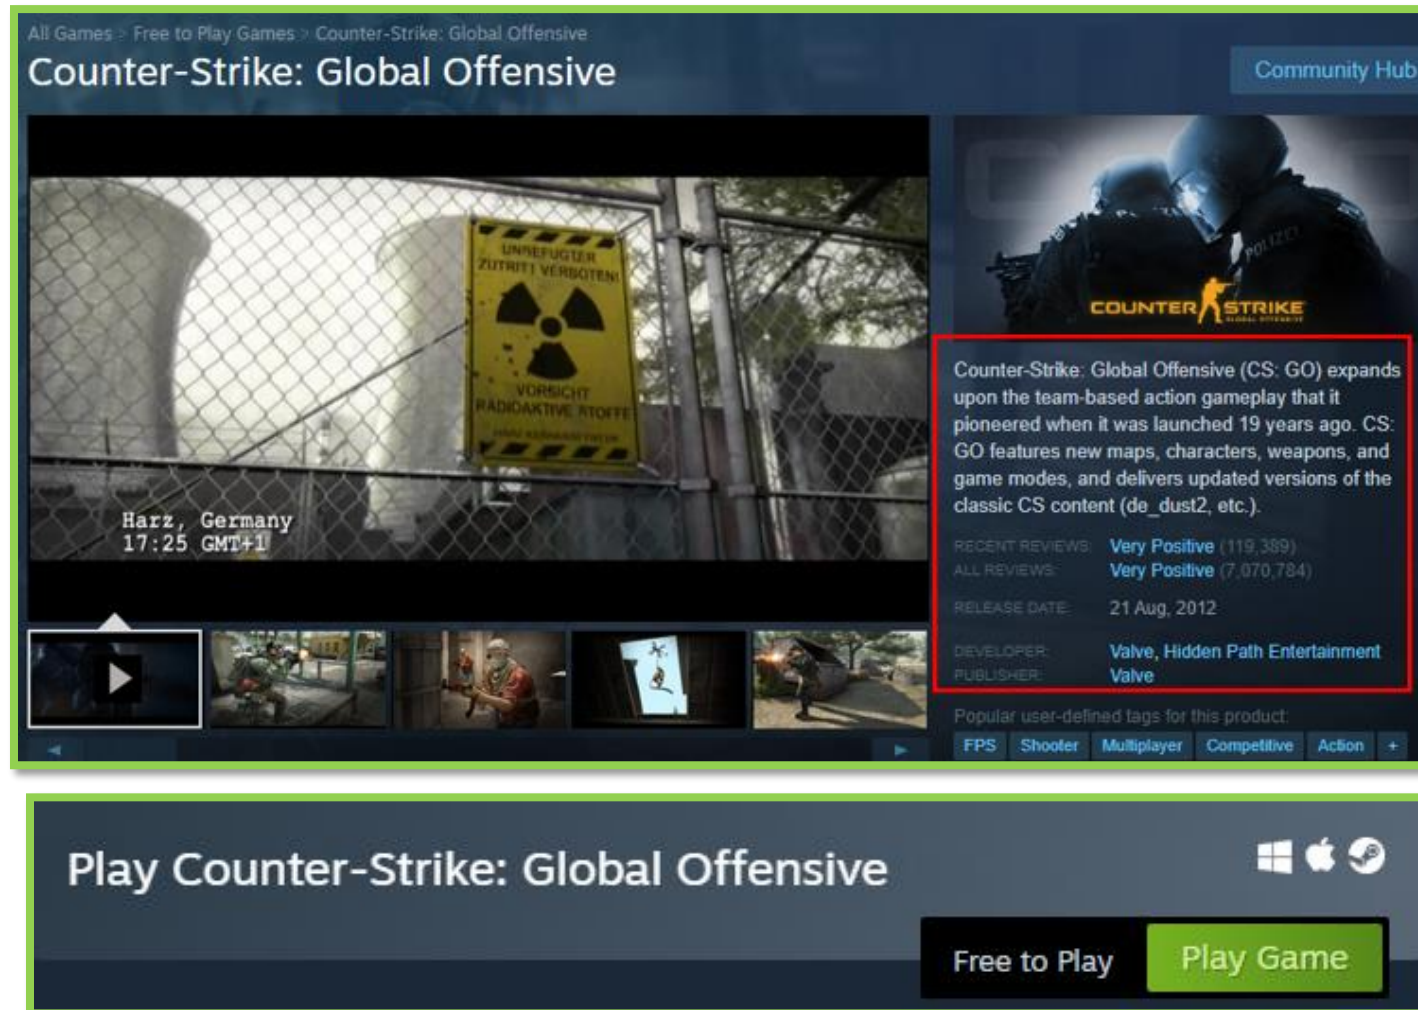 All Games > Free to Play Games > Counter-Strike: Global Offensive
Counter-Strike: Global Offensive
Community Hub
UNBEFUGTER
ZUTRITT VERBOTEN!
VORSICHT
RADIOAKTIVE STOFFE
Harz, Germany
17:25 GMT+1
POLIZEI
COUNTER STRIKE
GLOBAL OFFENSIVE
Counter-Strike: Global Offensive (CS: GO) expands
upon the team-based action gameplay that it
pioneered when it was launched 19 years ago. CS:
GO features new maps, characters, weapons, and
game modes, and delivers updated versions of the
classic CS content (de_dust2, etc.).
RECENT REVIEWS: Very Positive (119,389)
ALL REVIEWS: Very Positive (7,070,784)
RELEASE DATE: 21 Aug, 2012
DEVELOPER: Valve, Hidden Path Entertainment
PUBLISHER: Valve
Popular user-defined tags for this product:
FPS Shooter Multiplayer Competitive Action +
Play Counter-Strike: Global Offensive
Free to Play Play Game